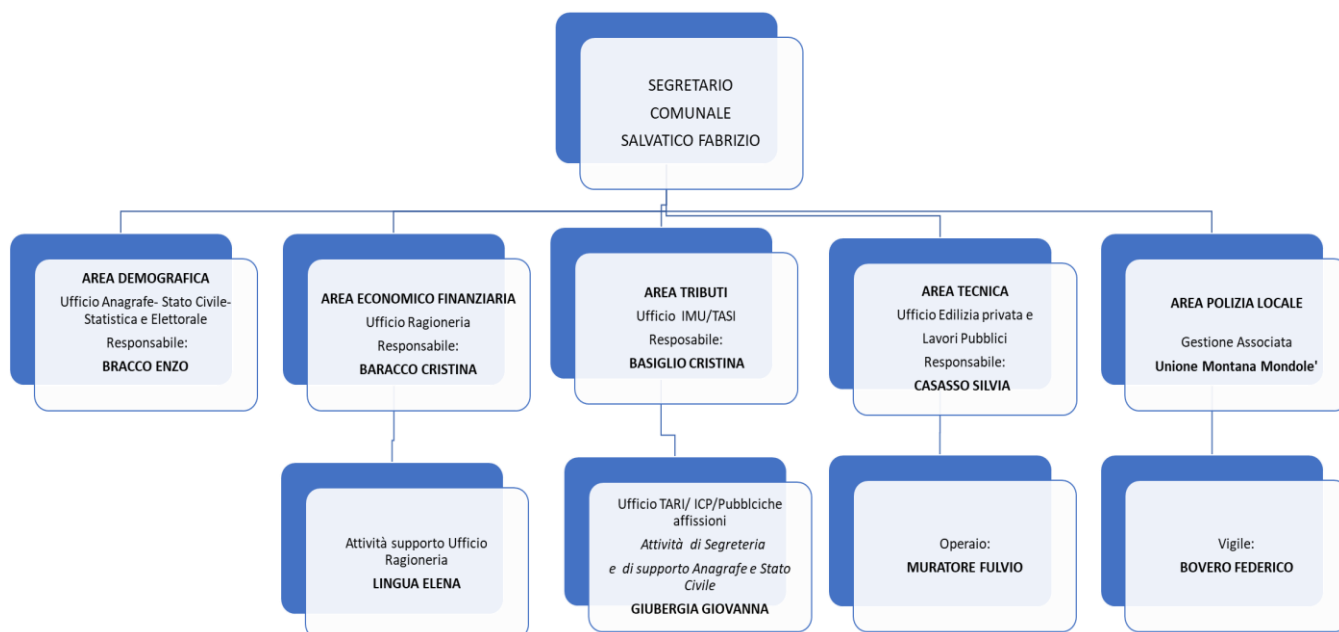 SEGRETARIO
COMUNALE
SALVATICO FABRIZIO
AREA DEMOGRAFICA
Ufficio Anagrafe- Stato Civile-
Statistica e Elettorale
Responsabile:
BRACCO ENZO
AREA ECONOMICO FINANZIARIA
Ufficio Ragioneria
Responsabile:
BARACCO CRISTINA
AREA TRIBUTI
Ufficio IMU/TASI
Resposabile:
BASIGLIO CRISTINA
AREA TECNICA
Ufficio Edilizia privata e
Lavori Pubblici
Responsabile:
CASASSO SILVIA
AREA POLIZIA LOCALE
Gestione Associata
Unione Montana Mondole'
Attività supporto Ufficio
Ragioneria
LINGUA ELENA
Ufficio TARI/ ICP/Pubblciche
affissioni
Attività di Segreteria
e di supporto Anagrafe e Stato
Civile
GIUBERGIA GIOVANNA
Operaio:
MURATORE FULVIO
Vigile:
BOVERO FEDERICO